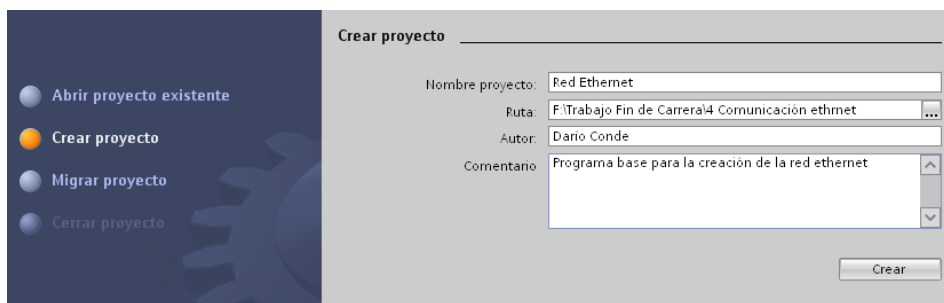 Abrir proyecto existente
Crear proyecto
Migrar proyecto
Cerrar proyecto
Crear proyecto
Nombre proyecto: Red Ethernet
Ruta: F:\Trabajo Fin de Carrera\4 Comunicación ethrnet ...
Autor: Darío Conde
Comentario Programa base para la creación de la red ethernet
Crear